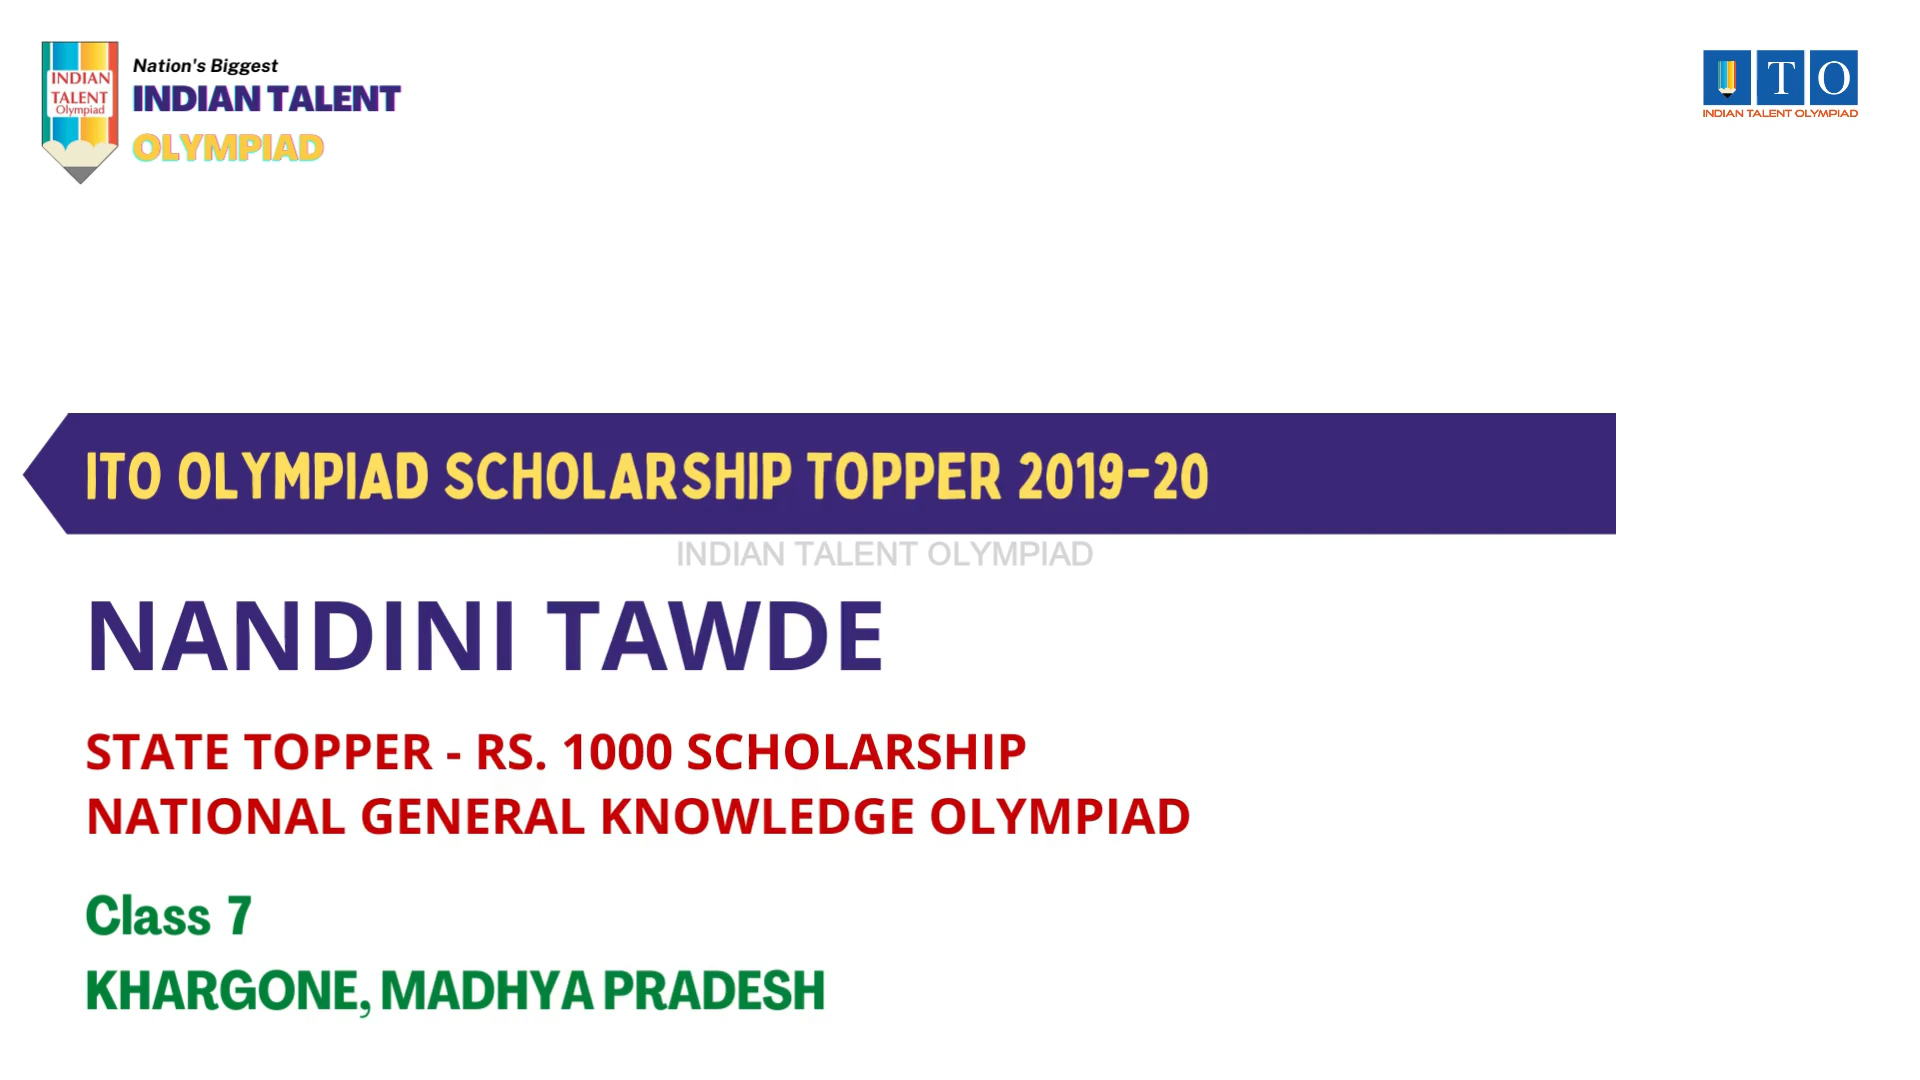 INDIAN
TALENT
Olympiad
Nation's Biggest
INDIAN TALENT
OLYMPIAD
T O
INDIAN TALENT OLYMPIAD
ITO OLYMPIAD SCHOLARSHIP TOPPER 2019-20
INDIAN TALENT OLYMPIAD
NANDINI TAWDE
STATE TOPPER - RS. 1000 SCHOLARSHIP
NATIONAL GENERAL KNOWLEDGE OLYMPIAD
Class 7
KHARGONE, MADHYA PRADESH